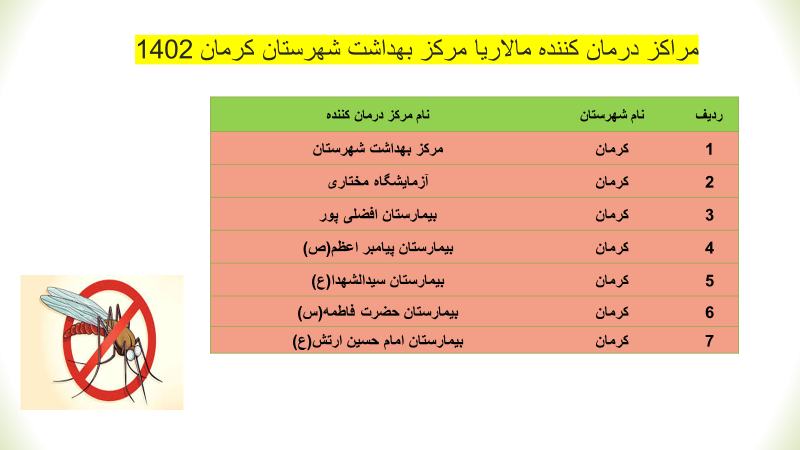 مراکز درمان کننده مالاریا مرکز بهداشت شهرستان کرمان 1402
ردیف نام شهرستان نام مرکز درمان کننده
1 کرمان مرکز بهداشت شهرستان
2 کرمان آزمایشگاه مختاری
3 کرمان بیمارستان افضلی پور
4 کرمان بیمارستان پیامبر اعظم(ص)
5 کرمان بیمارستان سیدالشهدا(ع)
6 کرمان بیمارستان حضرت فاطمه(س)
7 کرمان بیمارستان امام حسین ارتش(ع)